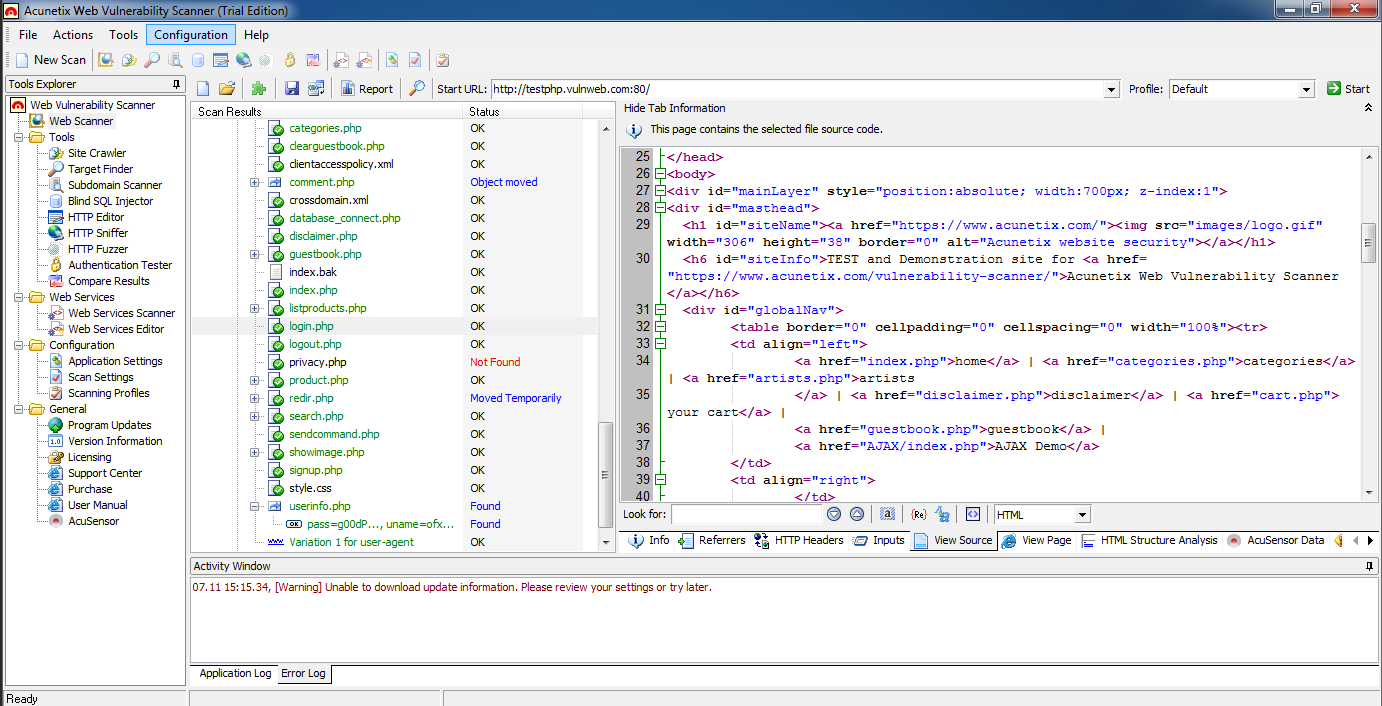 Acunetix Web Vulnerability Scanner (Trial Edition)
File Actions Tools Configuration Help
New Scan
Tools Explorer
Web Vulnerability Scanner
Web Scanner
Tools
Site Crawler
Target Finder
Subdomain Scanner
Blind SQL Injector
HTTP Editor
HTTP Sniffer
HTTP Fuzzer
Authentication Tester
Compare Results
Web Services
Web Services Scanner
Web Services Editor
Configuration
Application Settings
Scan Settings
Scanning Profiles
General
Program Updates
1.0 Version Information
Licensing
Support Center
Purchase
User Manual
AcuSensor
Report Start URL: http://testphp.vulnweb.com:80/ Profile: Default Start
Scan Results Status
categories.php OK
clearguestbook.php OK
clientaccesspolicy.xml OK
comment.php Object moved
crossdomain.xml OK
database_connect.php OK
disclaimer.php OK
guestbook.php OK
index.bak OK
index.php OK
listproducts.php OK
login.php OK
logout.php OK
privacy.php Not Found
product.php OK
redir.php Moved Temporarily
search.php OK
sendcommand.php OK
showimage.php OK
signup.php OK
style.css OK
userinfo.php Found
OK pass=g00dP..., uname=ofx... Found
Variation 1 for user-agent OK
Hide Tab Information
This page contains the selected file source code.
25 </head>
26 <body>
27 <div id="mainLayer" style="position:absolute; width:700px; z-index:1">
28 <div id="masthead">
29 <h1 id="siteName"><a href="https://www.acunetix.com/"><img src="images/logo.gif"
width="306" height="38" border="0" alt="Acunetix website security"></a></h1>
30 <h6 id="siteInfo">TEST and Demonstration site for <a href=
"https://www.acunetix.com/vulnerability-scanner/">Acunetix Web Vulnerability Scanner
</a></h6>
31 <div id="globalNav">
32 <table border="0" cellpadding="0" cellspacing="0" width="100%"><tr>
33 <td align="left">
34 <a href="index.php">home</a> | <a href="categories.php">categories</a>
| <a href="artists.php">artists
35 </a> | <a href="disclaimer.php">disclaimer</a> | <a href="cart.php">
your cart</a> |
36 <a href="guestbook.php">guestbook</a> |
37 <a href="AJAX/index.php">AJAX Demo</a>
38 </td>
39 <td align="right">
40 </td>
Look for: a {Re} HTML
Info Referrers HTTP Headers Inputs View Source View Page HTML Structure Analysis AcuSensor Data
Activity Window
07.11 15:15.34, [Warning] Unable to download update information. Please review your settings or try later.
Application Log Error Log
Ready